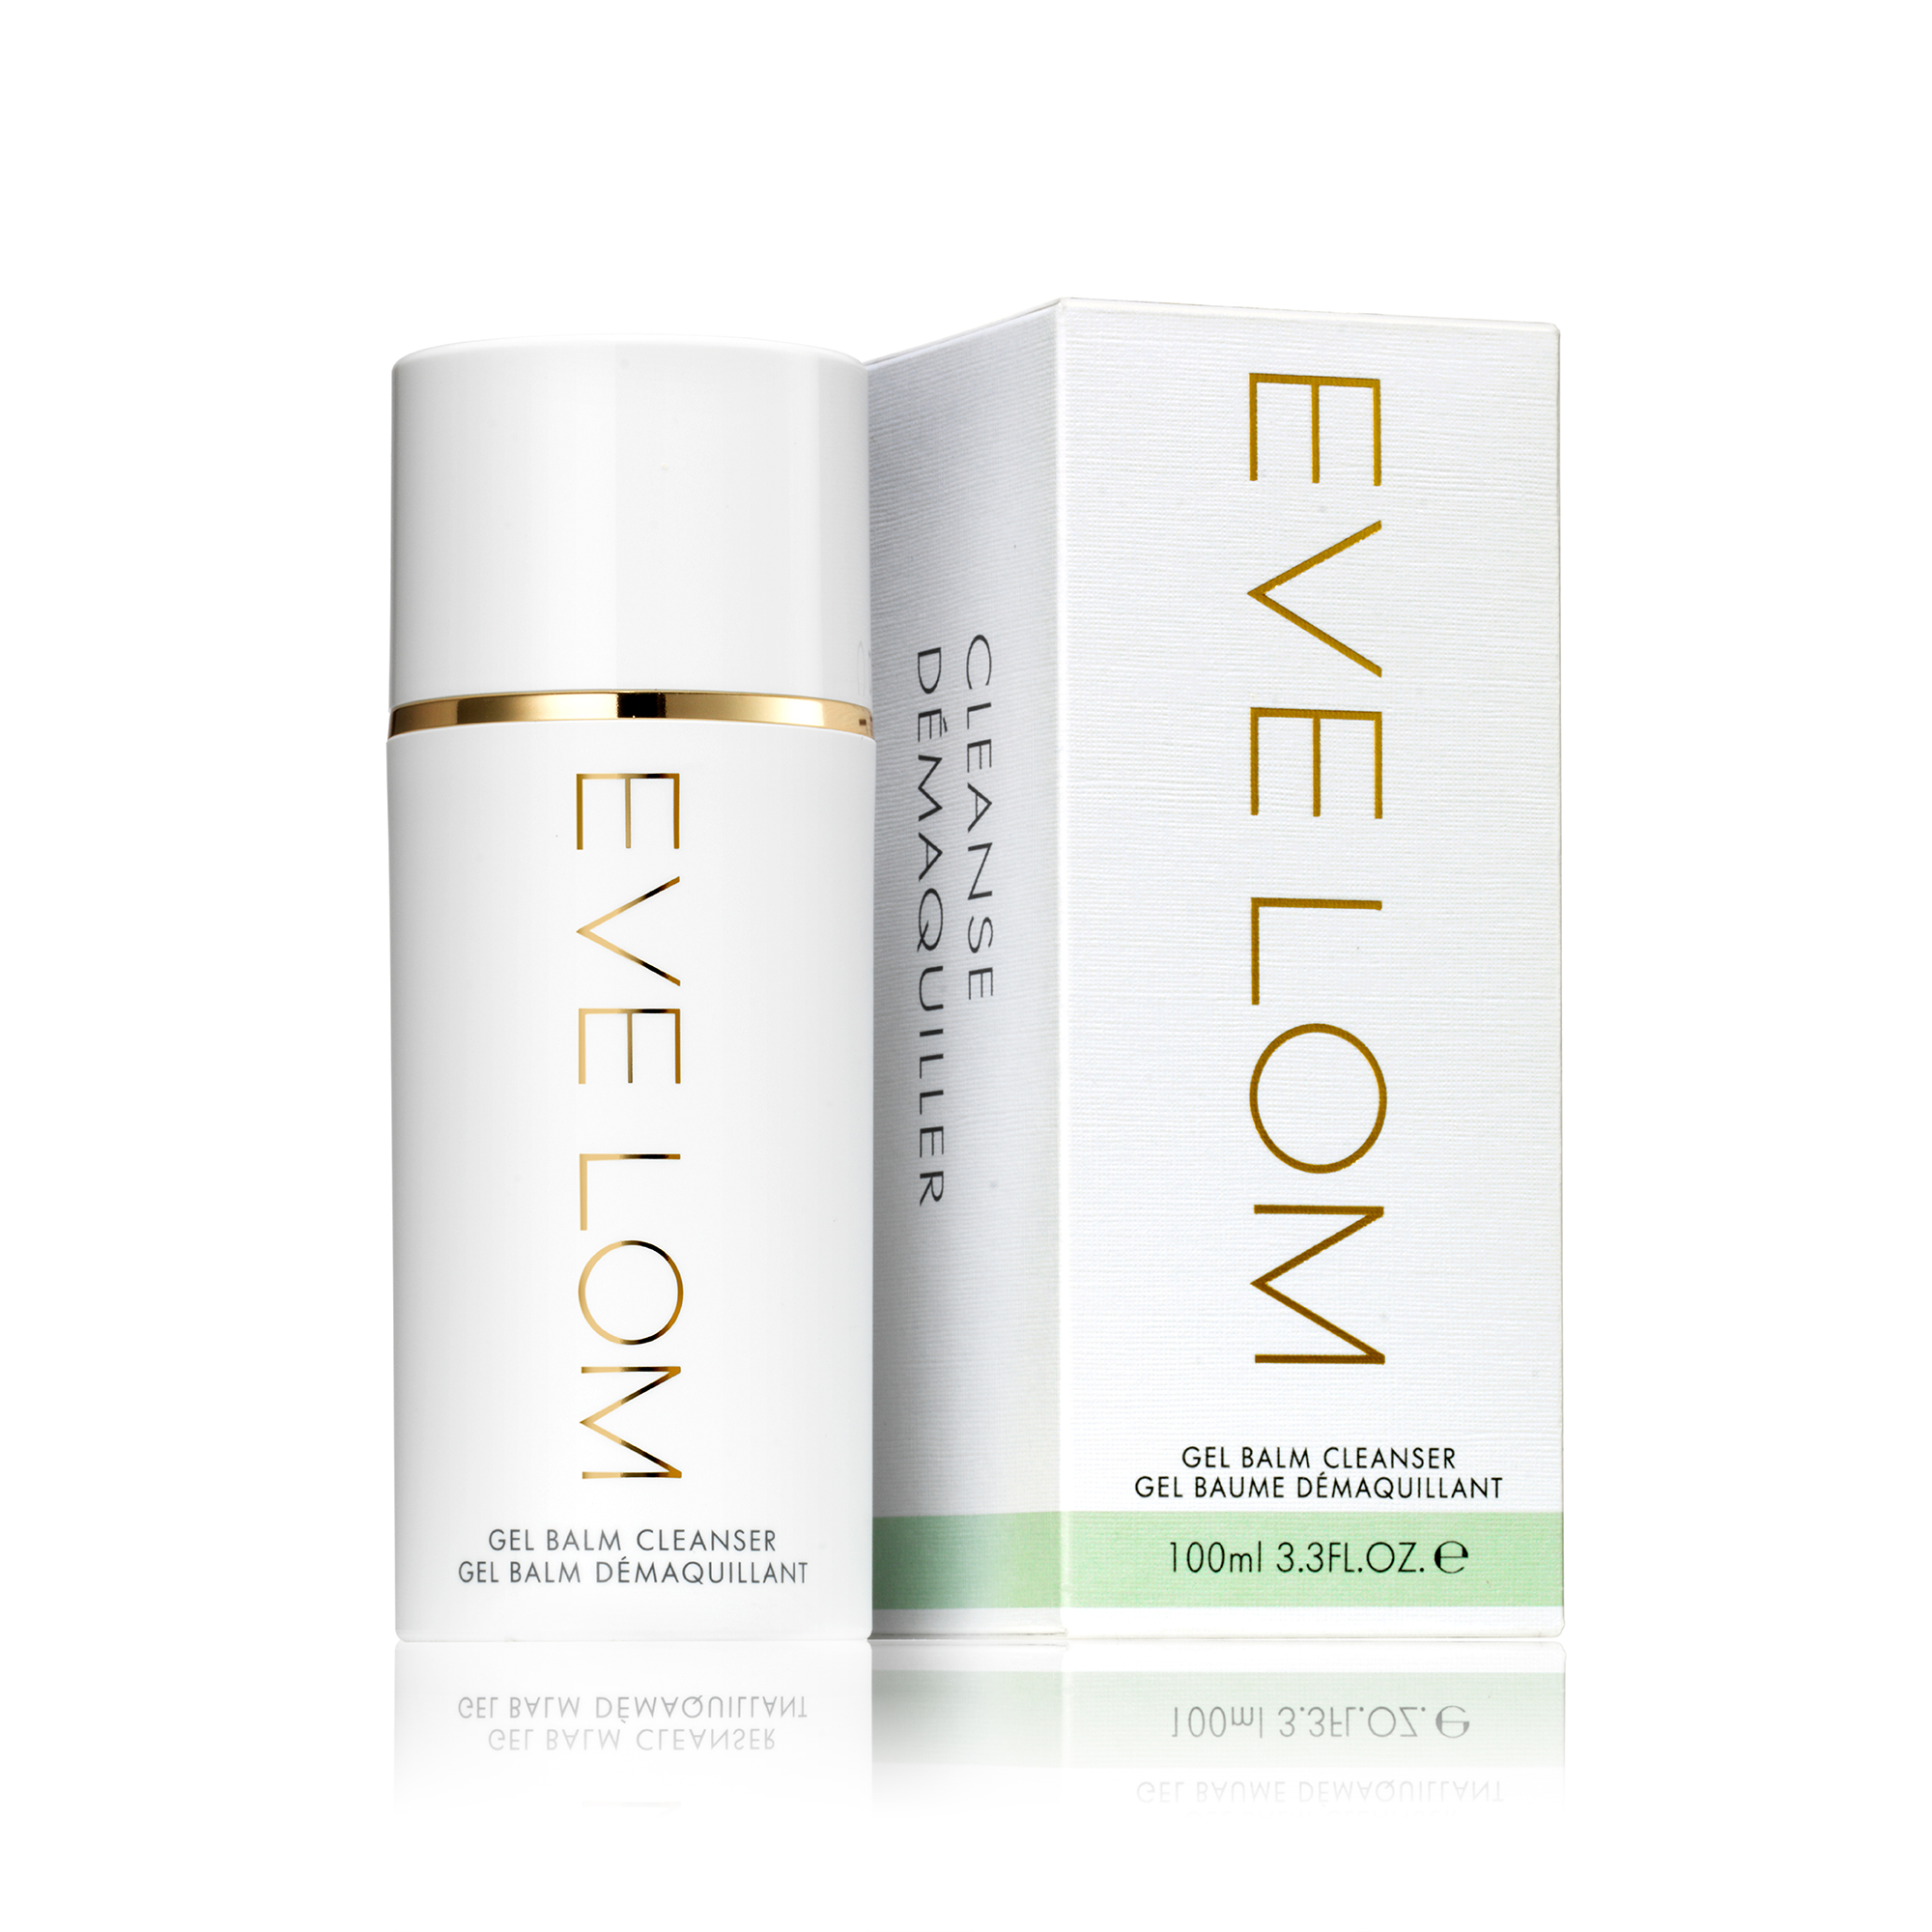 EVE LOM
GEL BALM CLEANSER
GEL BALM DÉMAQUILLANT
CLEANSE
DÉMAQUILLER
EVE LOM
GEL BALM CLEANSER
GEL BAUME DÉMAQUILLANT
100ml 3.3FL.OZ. ℮